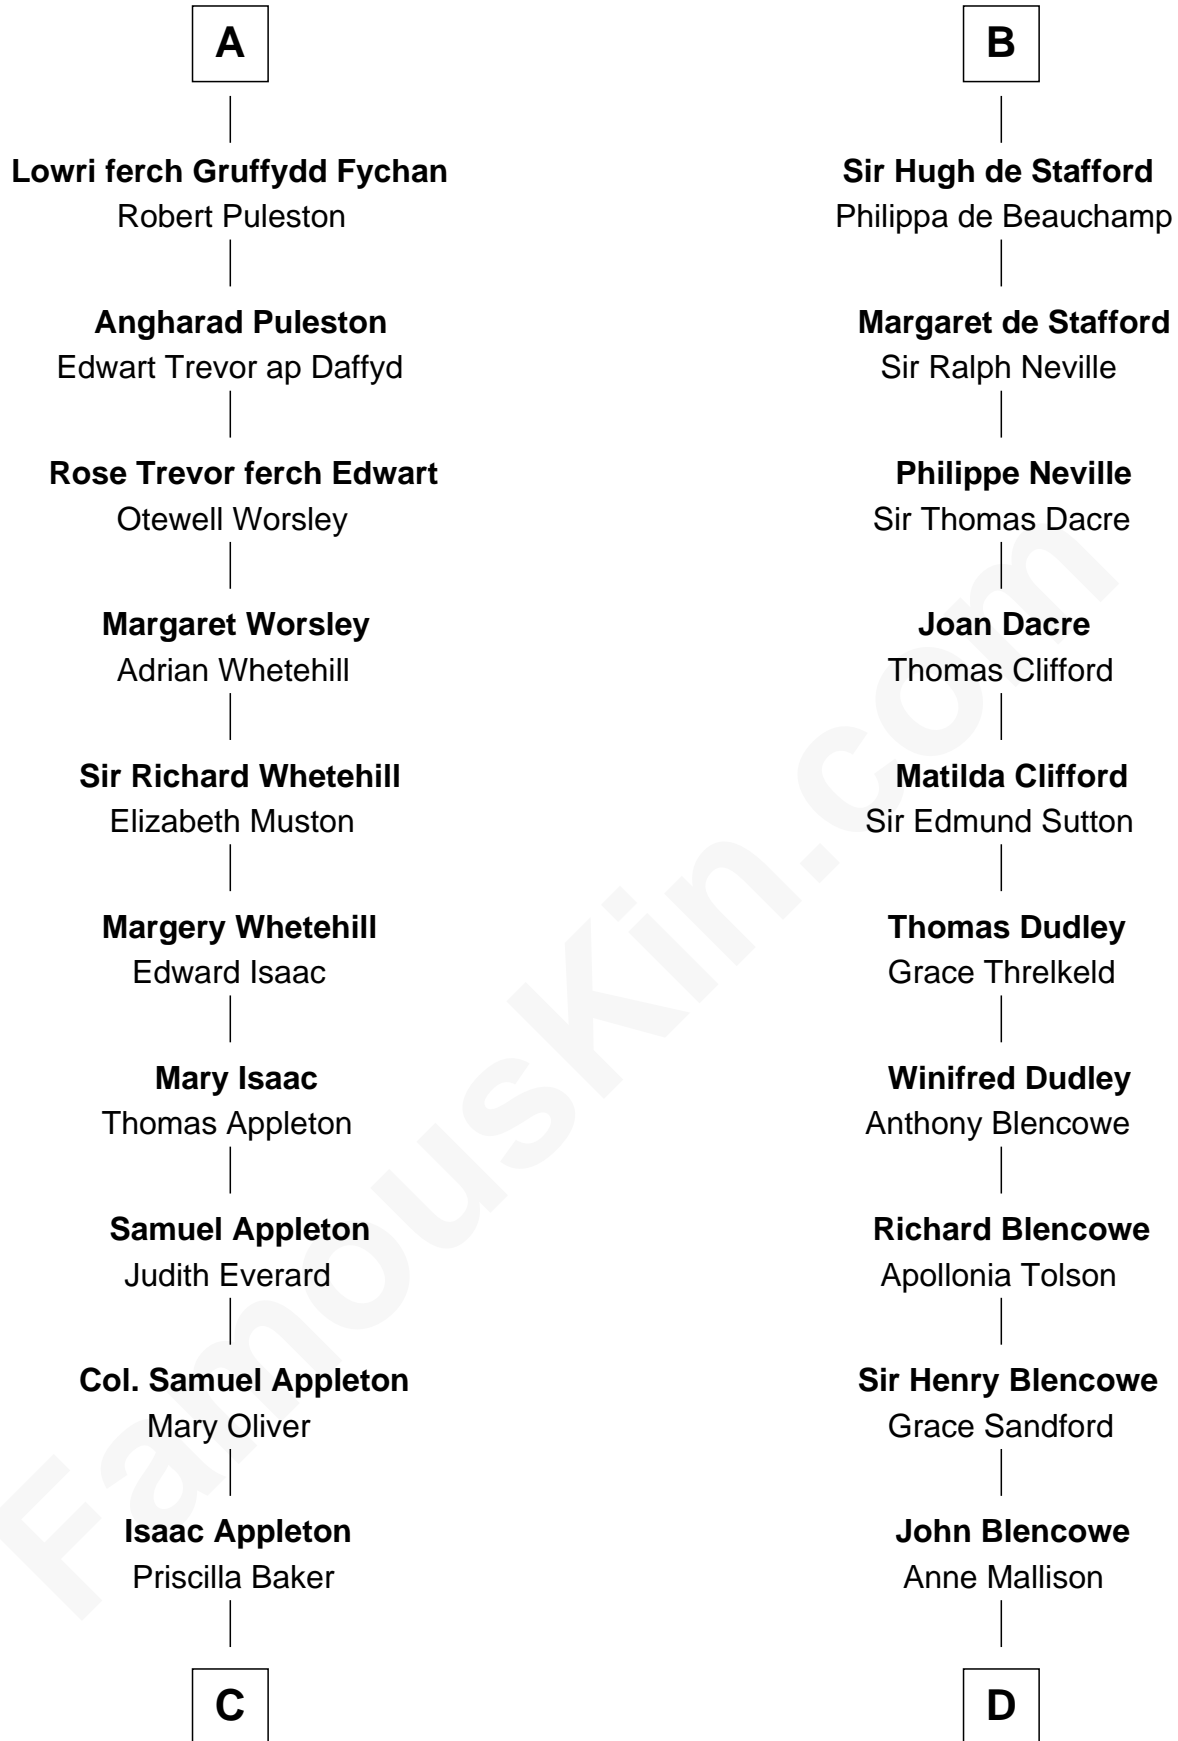 A
Lowri ferch Gruffydd Fychan
Robert Puleston
Angharad Puleston
Edwart Trevor ap Daffyd
Rose Trevor ferch Edwart
Otewell Worsley
Margaret Worsley
Adrian Whetehill
Sir Richard Whetehill
Elizabeth Muston
Margery Whetehill
Edward Isaac
Mary Isaac
Thomas Appleton
Samuel Appleton
Judith Everard
Col. Samuel Appleton
Mary Oliver
Isaac Appleton
Priscilla Baker
C
B
Sir Hugh de Stafford
Philippa de Beauchamp
Margaret de Stafford
Sir Ralph Neville
Philippe Neville
Sir Thomas Dacre
Joan Dacre
Thomas Clifford
Matilda Clifford
Sir Edmund Sutton
Thomas Dudley
Grace Threlkeld
Winifred Dudley
Anthony Blencowe
Richard Blencowe
Apollonia Tolson
Sir Henry Blencowe
Grace Sandford
John Blencowe
Anne Mallison
D
FamousKin.com